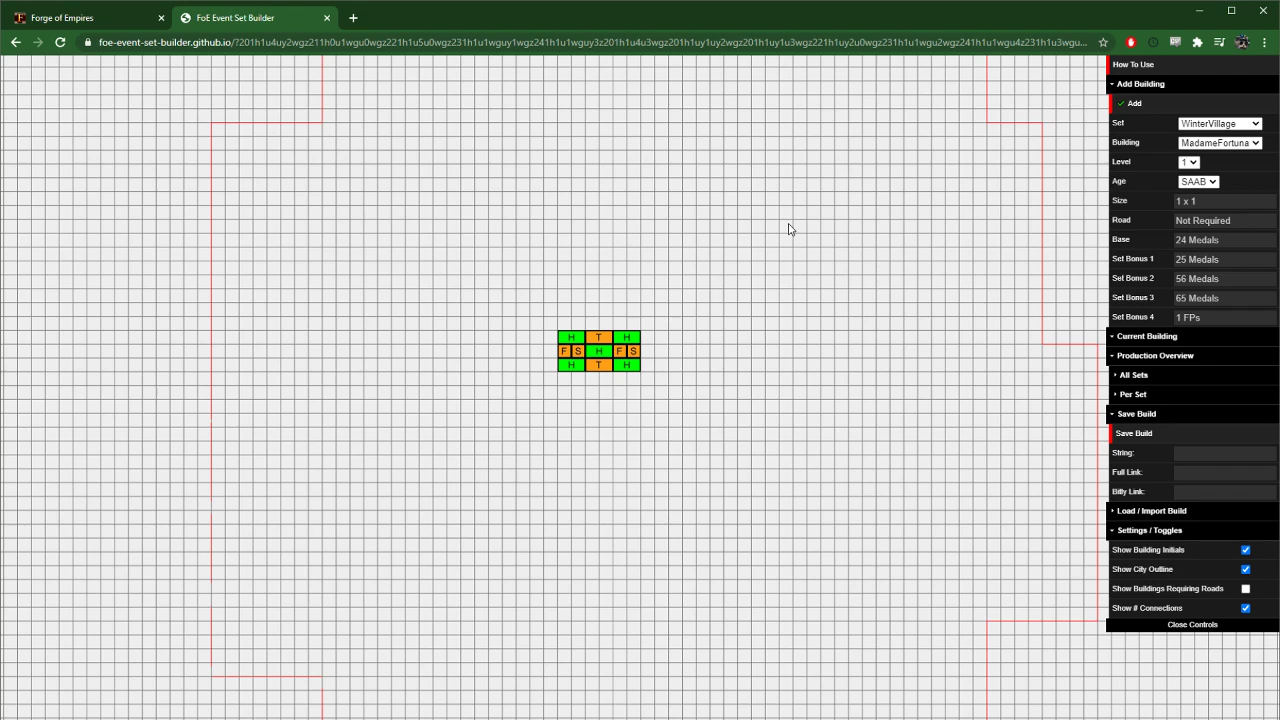 Forge of Empires
FoE Event Set Builder
foe-event-set-builder.github.io/?201h1u4uy2wgz211h0u1wgu0wgz231h1u5u0wgz231h1u1wguy1wgz241h1u1wguy3z201h1u4u3wgz201h1uy1uy2wgz201h1uy1u3wgz221h1uy2u0wgz231h1u1wgu2wgz241h1u1wgu4z231h1u3wgu...
How To Use
Add Building
Add
Set WinterVillage
Building MadameFortuna
Level 1
Age SAAB
Size 1 x 1
Road Not Required
Base 24 Medals
Set Bonus 1 25 Medals
Set Bonus 2 56 Medals
Set Bonus 3 65 Medals
Set Bonus 4 1 FPs
Current Building
Production Overview
All Sets
Per Set
Save Build
Save Build
String:
Full Link:
Bitly Link:
Load / Import Build
Settings / Toggles
Show Building Initials
Show City Outline
Show Buildings Requiring Roads
Show # Connections
Close Controls
H T H
F S H F S
H T H